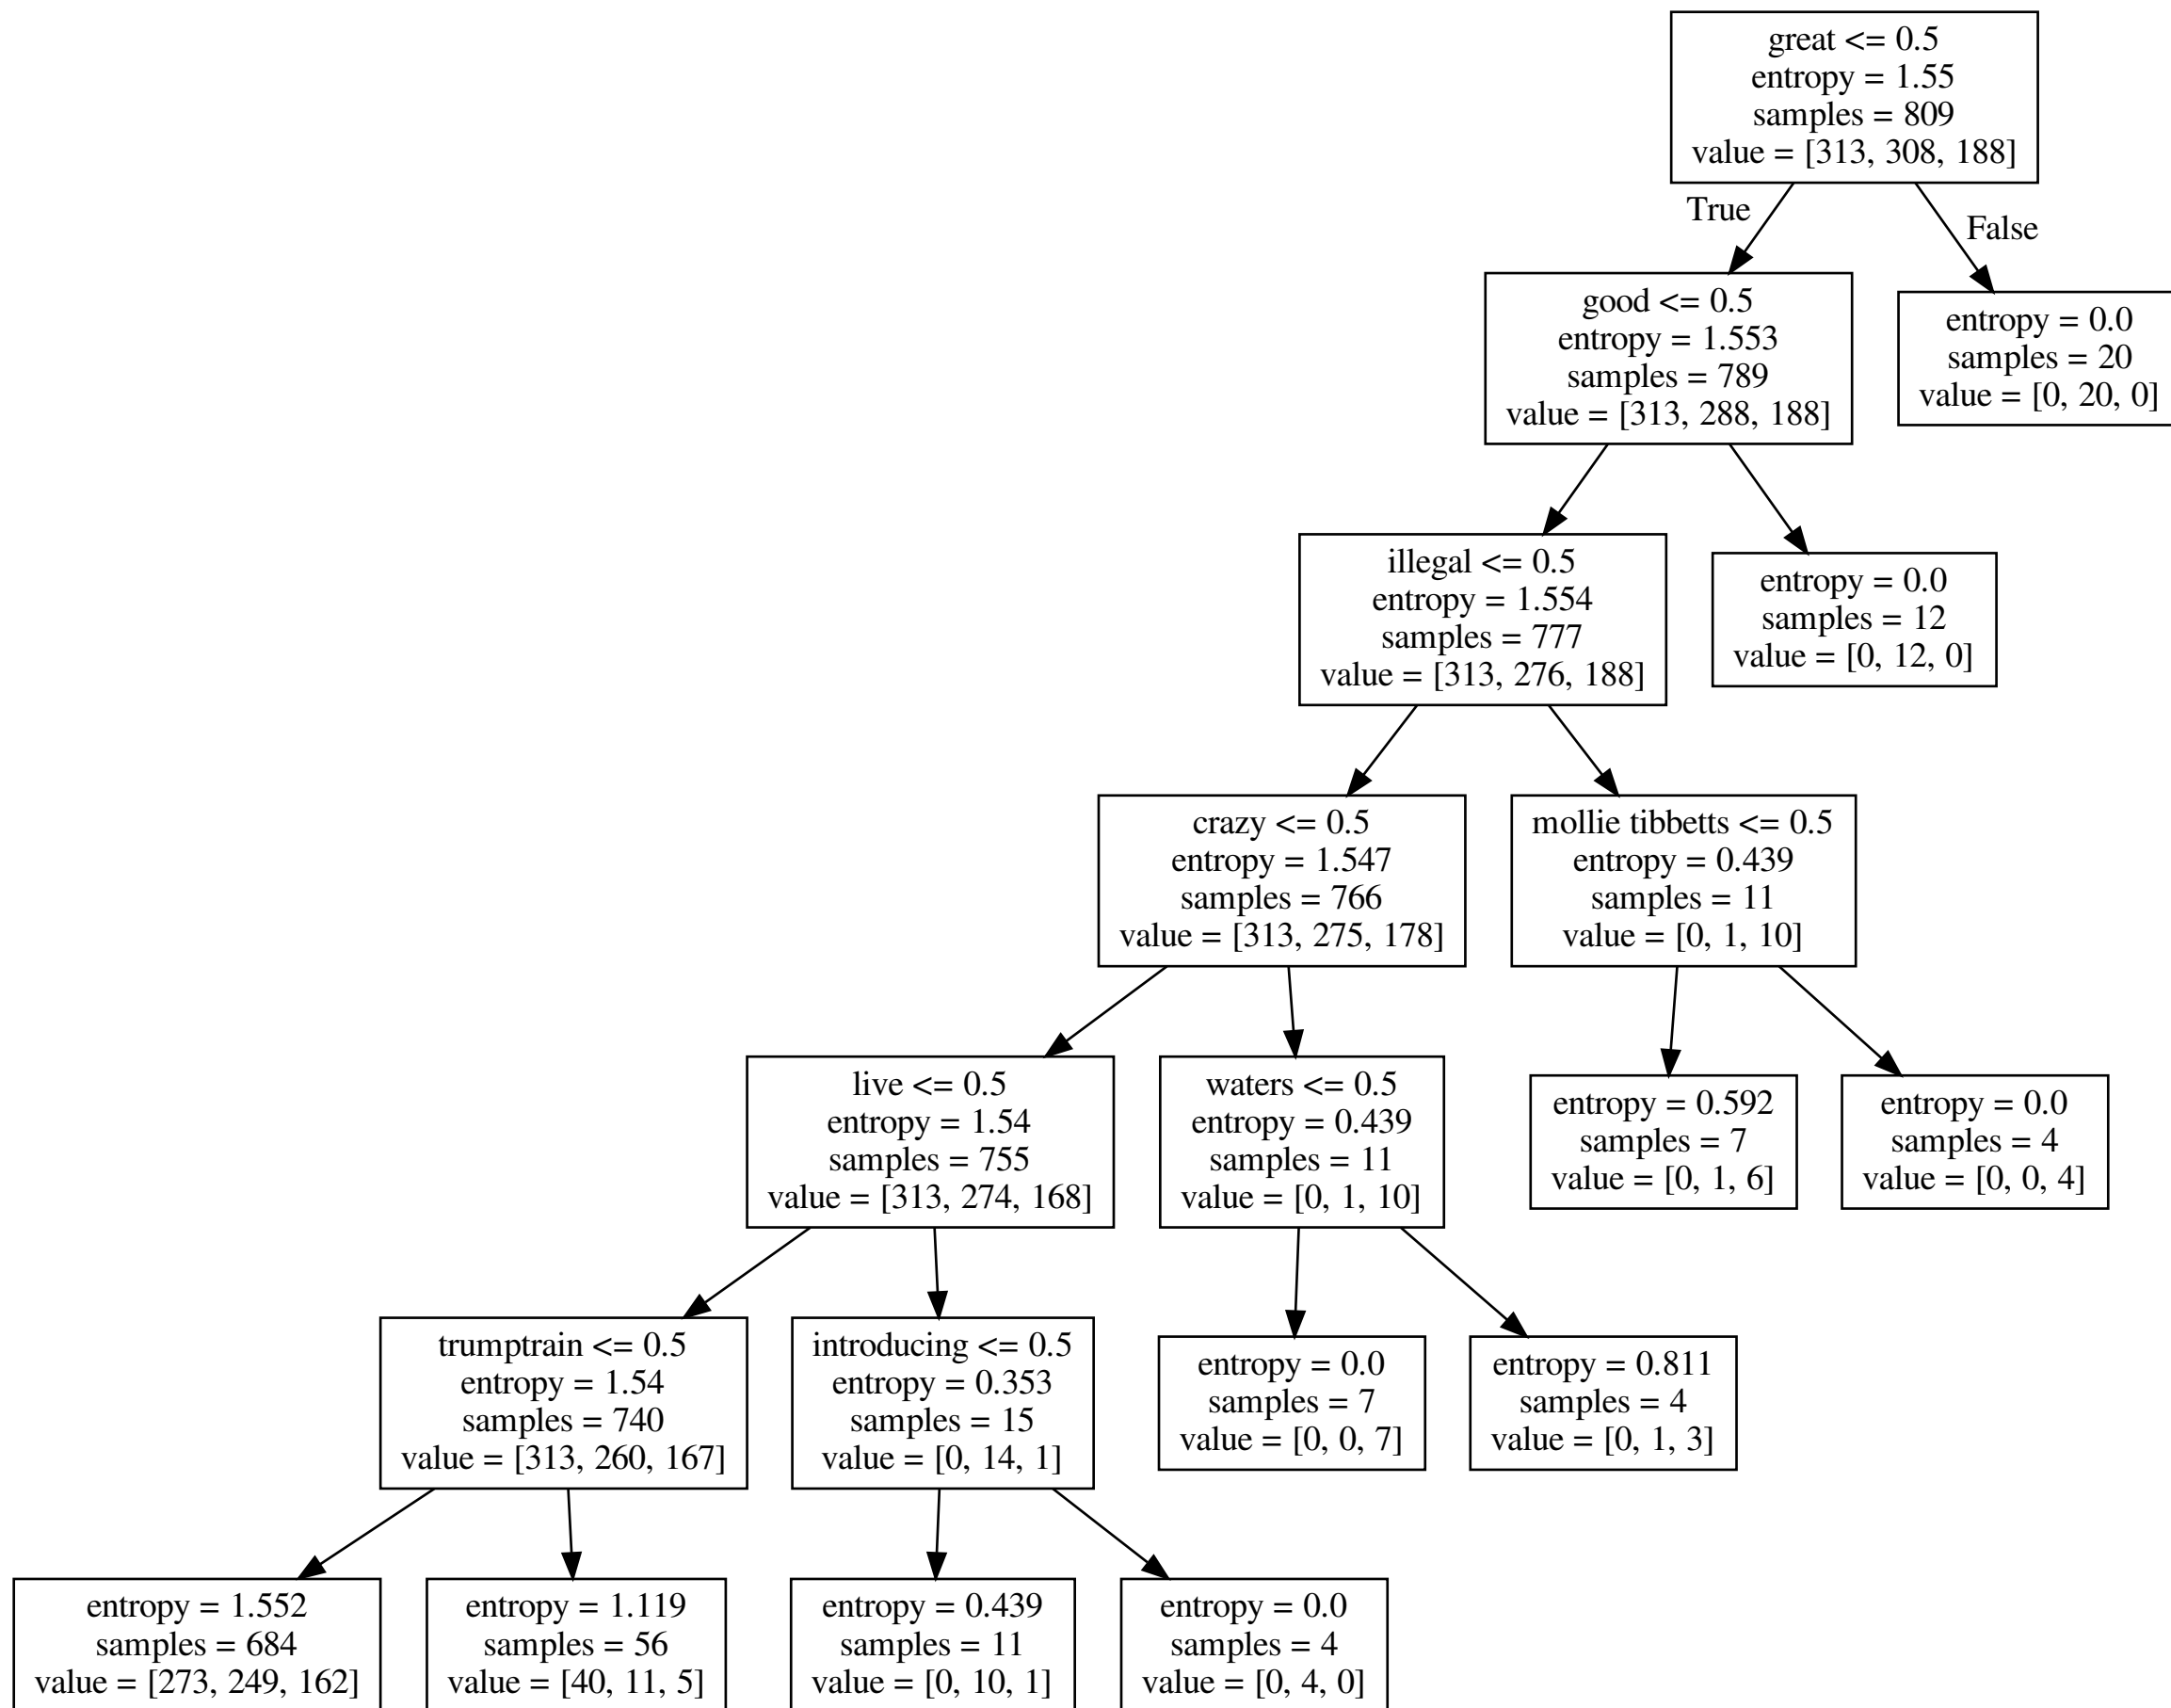 great <= 0.5
entropy = 1.55
samples = 809
value = [313, 308, 188]
True
False
good <= 0.5
entropy = 1.553
samples = 789
value = [313, 288, 188]
entropy = 0.0
samples = 20
value = [0, 20, 0]
illegal <= 0.5
entropy = 1.554
samples = 777
value = [313, 276, 188]
entropy = 0.0
samples = 12
value = [0, 12, 0]
crazy <= 0.5
entropy = 1.547
samples = 766
value = [313, 275, 178]
mollie tibbetts <= 0.5
entropy = 0.439
samples = 11
value = [0, 1, 10]
live <= 0.5
entropy = 1.54
samples = 755
value = [313, 274, 168]
waters <= 0.5
entropy = 0.439
samples = 11
value = [0, 1, 10]
entropy = 0.592
samples = 7
value = [0, 1, 6]
entropy = 0.0
samples = 4
value = [0, 0, 4]
trumptrain <= 0.5
entropy = 1.54
samples = 740
value = [313, 260, 167]
introducing <= 0.5
entropy = 0.353
samples = 15
value = [0, 14, 1]
entropy = 0.0
samples = 7
value = [0, 0, 7]
entropy = 0.811
samples = 4
value = [0, 1, 3]
entropy = 1.552
samples = 684
value = [273, 249, 162]
entropy = 1.119
samples = 56
value = [40, 11, 5]
entropy = 0.439
samples = 11
value = [0, 10, 1]
entropy = 0.0
samples = 4
value = [0, 4, 0]